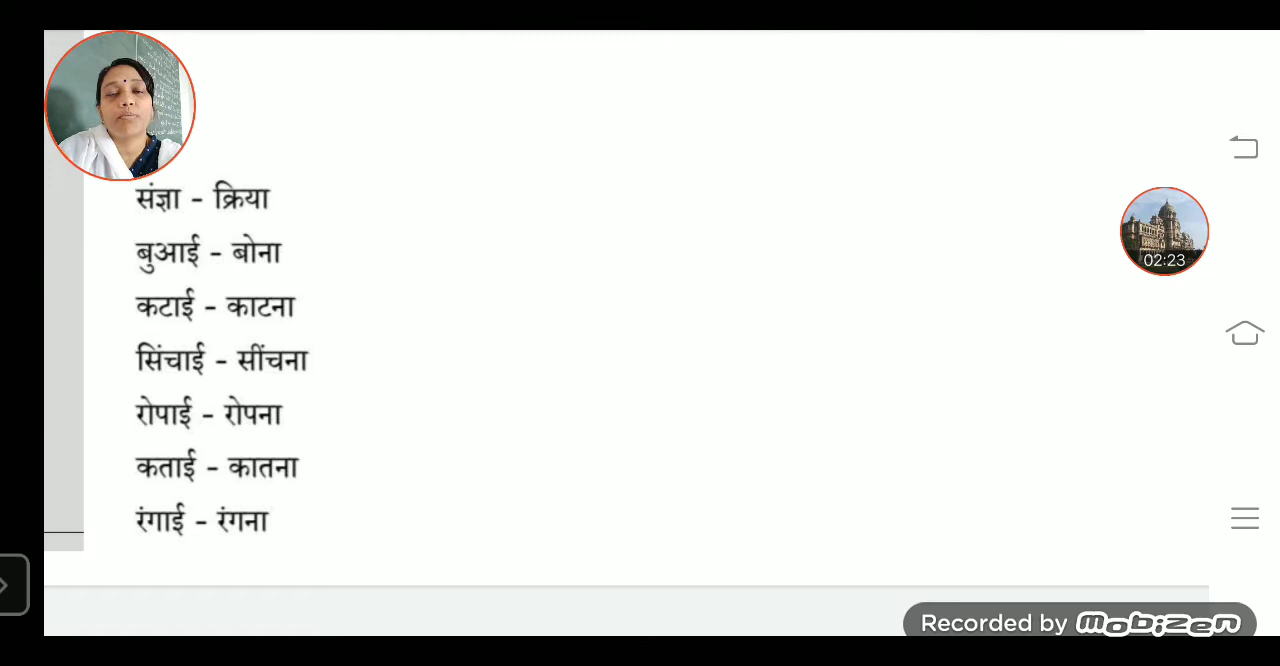 संज्ञा - क्रिया
02:23
बुआई - बोना
कटाई - काटना
सिंचाई - सींचना
रोपाई - रोपना
कताई - कातना
रंगाई - रंगना
Recorded by Mobizen